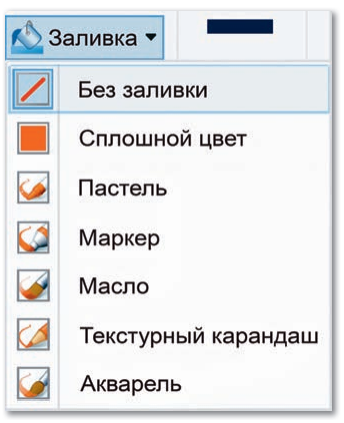 Заливка
Без заливки
Сплошной цвет
Пастель
Маркер
Масло
Текстурный карандаш
Акварель